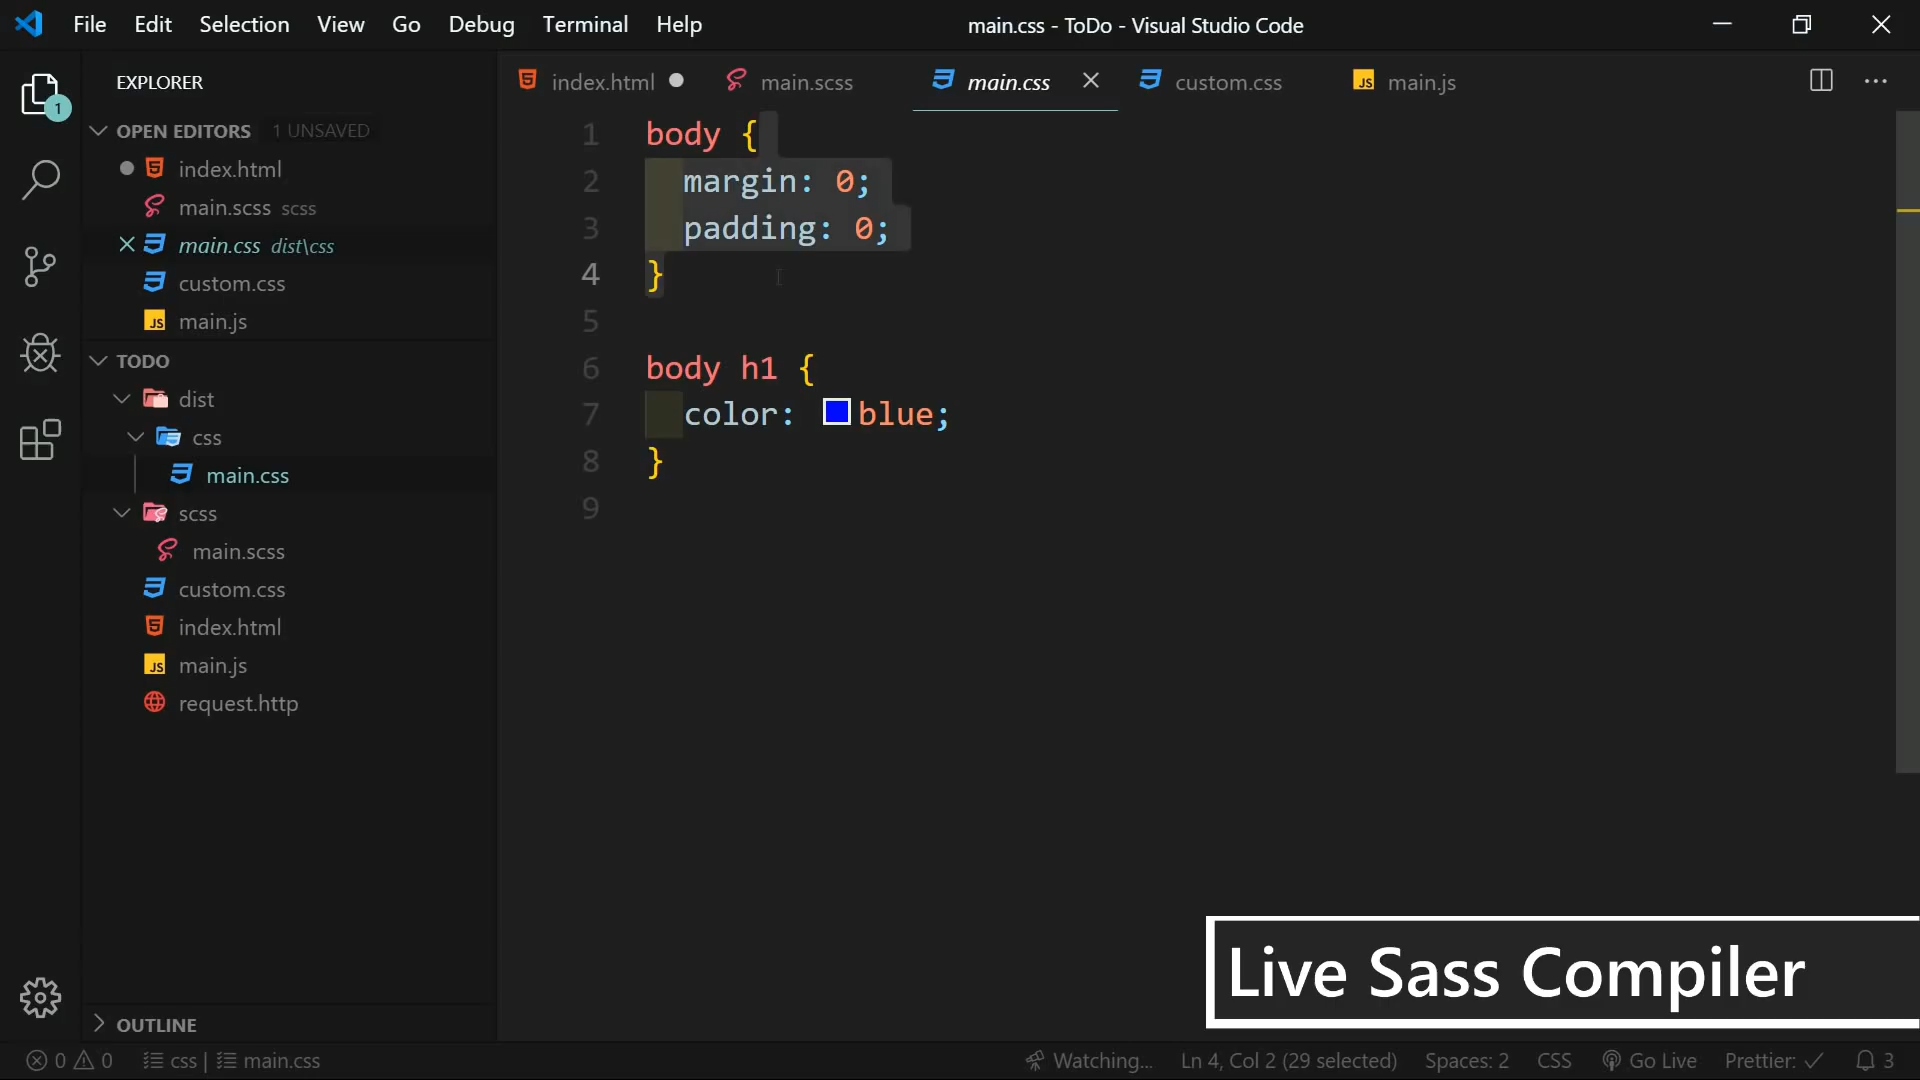 File Edit Selection View Go Debug Terminal Help
main.css - ToDo - Visual Studio Code
1
EXPLORER
OPEN EDITORS 1 UNSAVED
index.html
main.scss scss
main.css dist\css
custom.css
JS main.js
TODO
dist
css
main.css
scss
main.scss
custom.css
index.html
JS main.js
request.http
OUTLINE
index.html main.scss main.css custom.css JS main.js
1 body {
2 margin: 0;
3 padding: 0;
4 }
5
6 body h1 {
7 color: blue;
8 }
9
Live Sass Compiler
0 0 css | main.css Watching... Ln 4, Col 2 (29 selected) Spaces: 2 CSS Go Live Prettier: ✓ 3